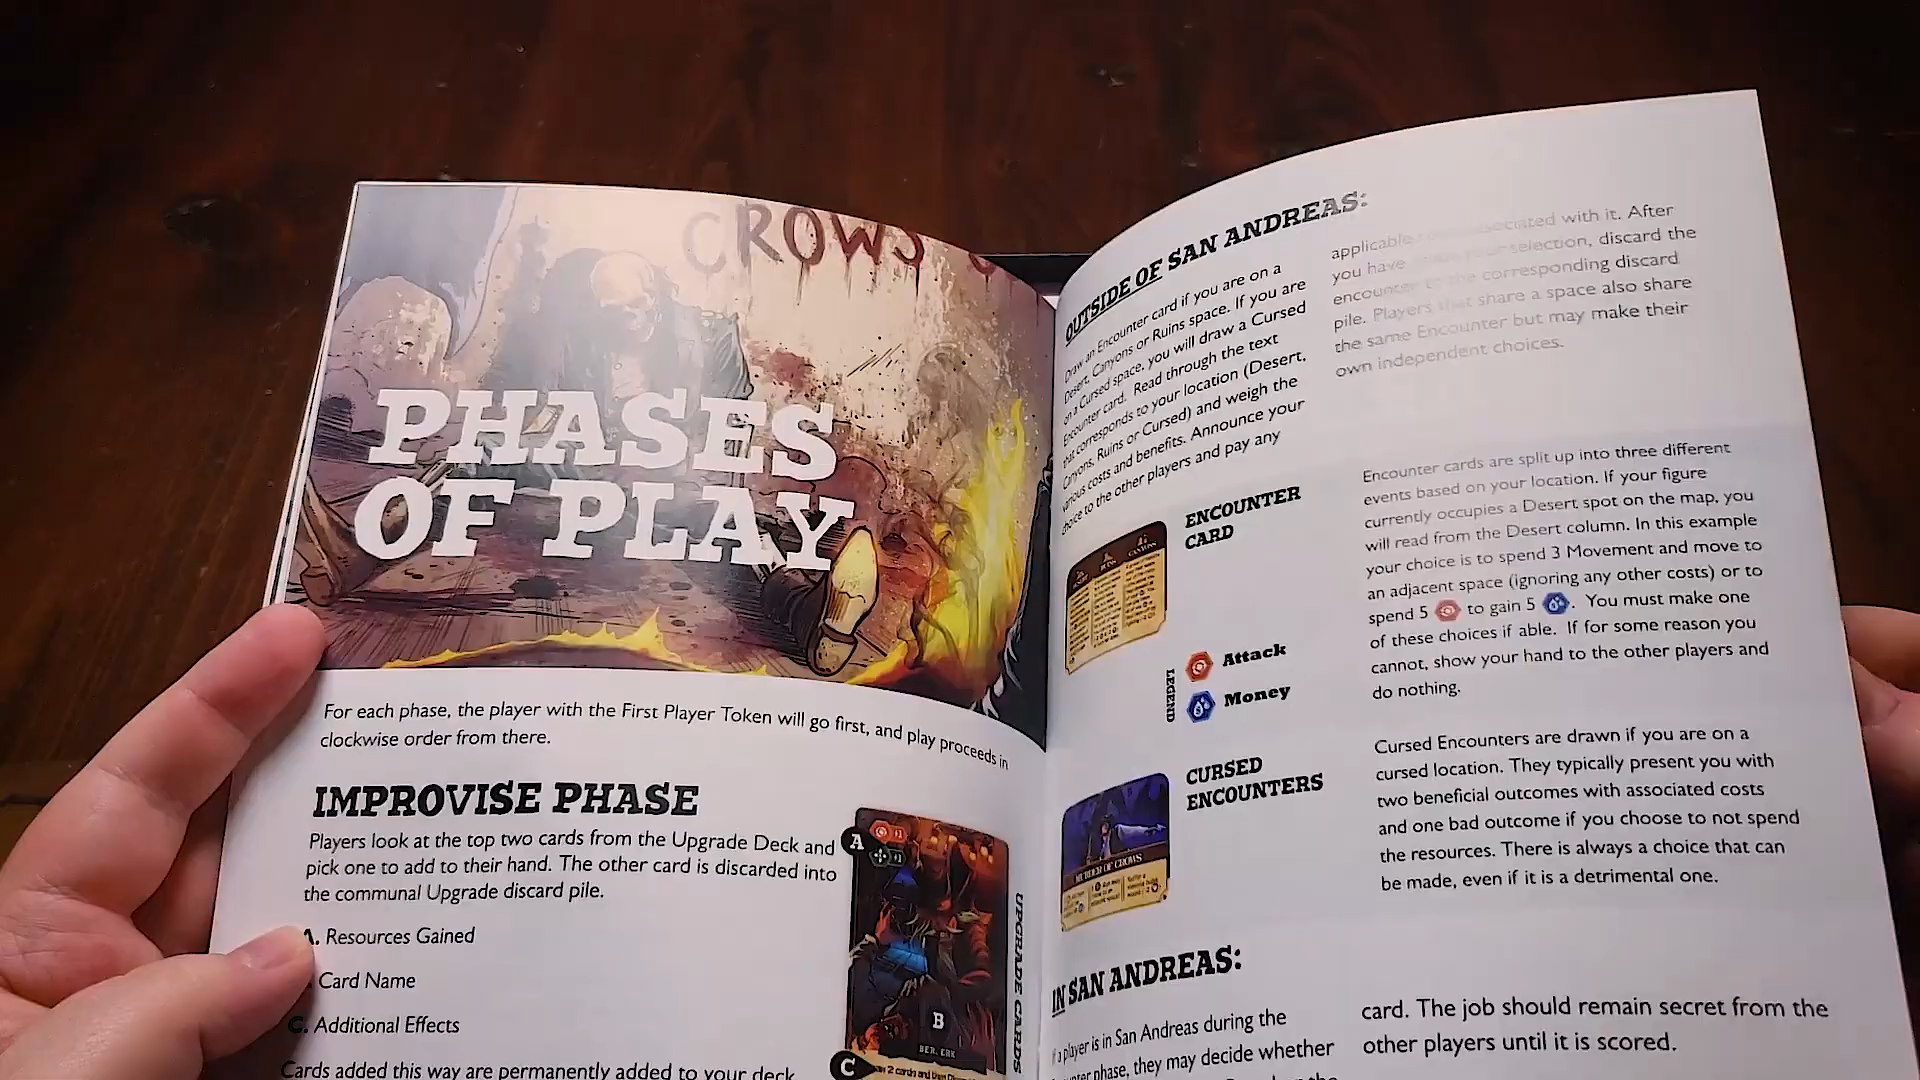 CROWS
PHASES
OF PLAY
For each phase, the player with the First Player Token will go first, and play proceeds in
clockwise order from there.
IMPROVISE PHASE
Players look at the top two cards from the Upgrade Deck and
pick one to add to their hand. The other card is discarded into
the communal Upgrade discard pile.
A. Resources Gained
Card Name
C. Additional Effects
Cards added this way are permanently added to your deck
A
B
C
UPGRADE CARDS
OUTSIDE OF SAN ANDREAS:
Draw an Encounter card if you are on a
Desert, Canyons or Ruins space. If you are
on a Cursed space, you will draw a Cursed
Encounter card. Read through the text
that corresponds to your location (Desert,
Canyons, Ruins or Cursed) and weigh the
various costs and benefits. Announce your
choice to the other players and pay any
applicable associated with it. After
you have selection, discard the
encounter to the corresponding discard
pile. Players that share a space also share
the same Encounter but may make their
own independent choices.
ENCOUNTER
CARD
LEGEND
Attack
Money
Encounter cards are split up into three different
events based on your location. If your figure
currently occupies a Desert spot on the map, you
will read from the Desert column. In this example
your choice is to spend 3 Movement and move to
an adjacent space (ignoring any other costs) or to
spend 5 to gain 5 . You must make one
of these choices if able. If for some reason you
cannot, show your hand to the other players and
do nothing.
CURSED
ENCOUNTERS
MURDER OF CROWS
Cursed Encounters are drawn if you are on a
cursed location. They typically present you with
two beneficial outcomes with associated costs
and one bad outcome if you choose to not spend
the resources. There is always a choice that can
be made, even if it is a detrimental one.
IN SAN ANDREAS:
If a player is in San Andreas during the
phase, they may decide whether
card. The job should remain secret from the
other players until it is scored.